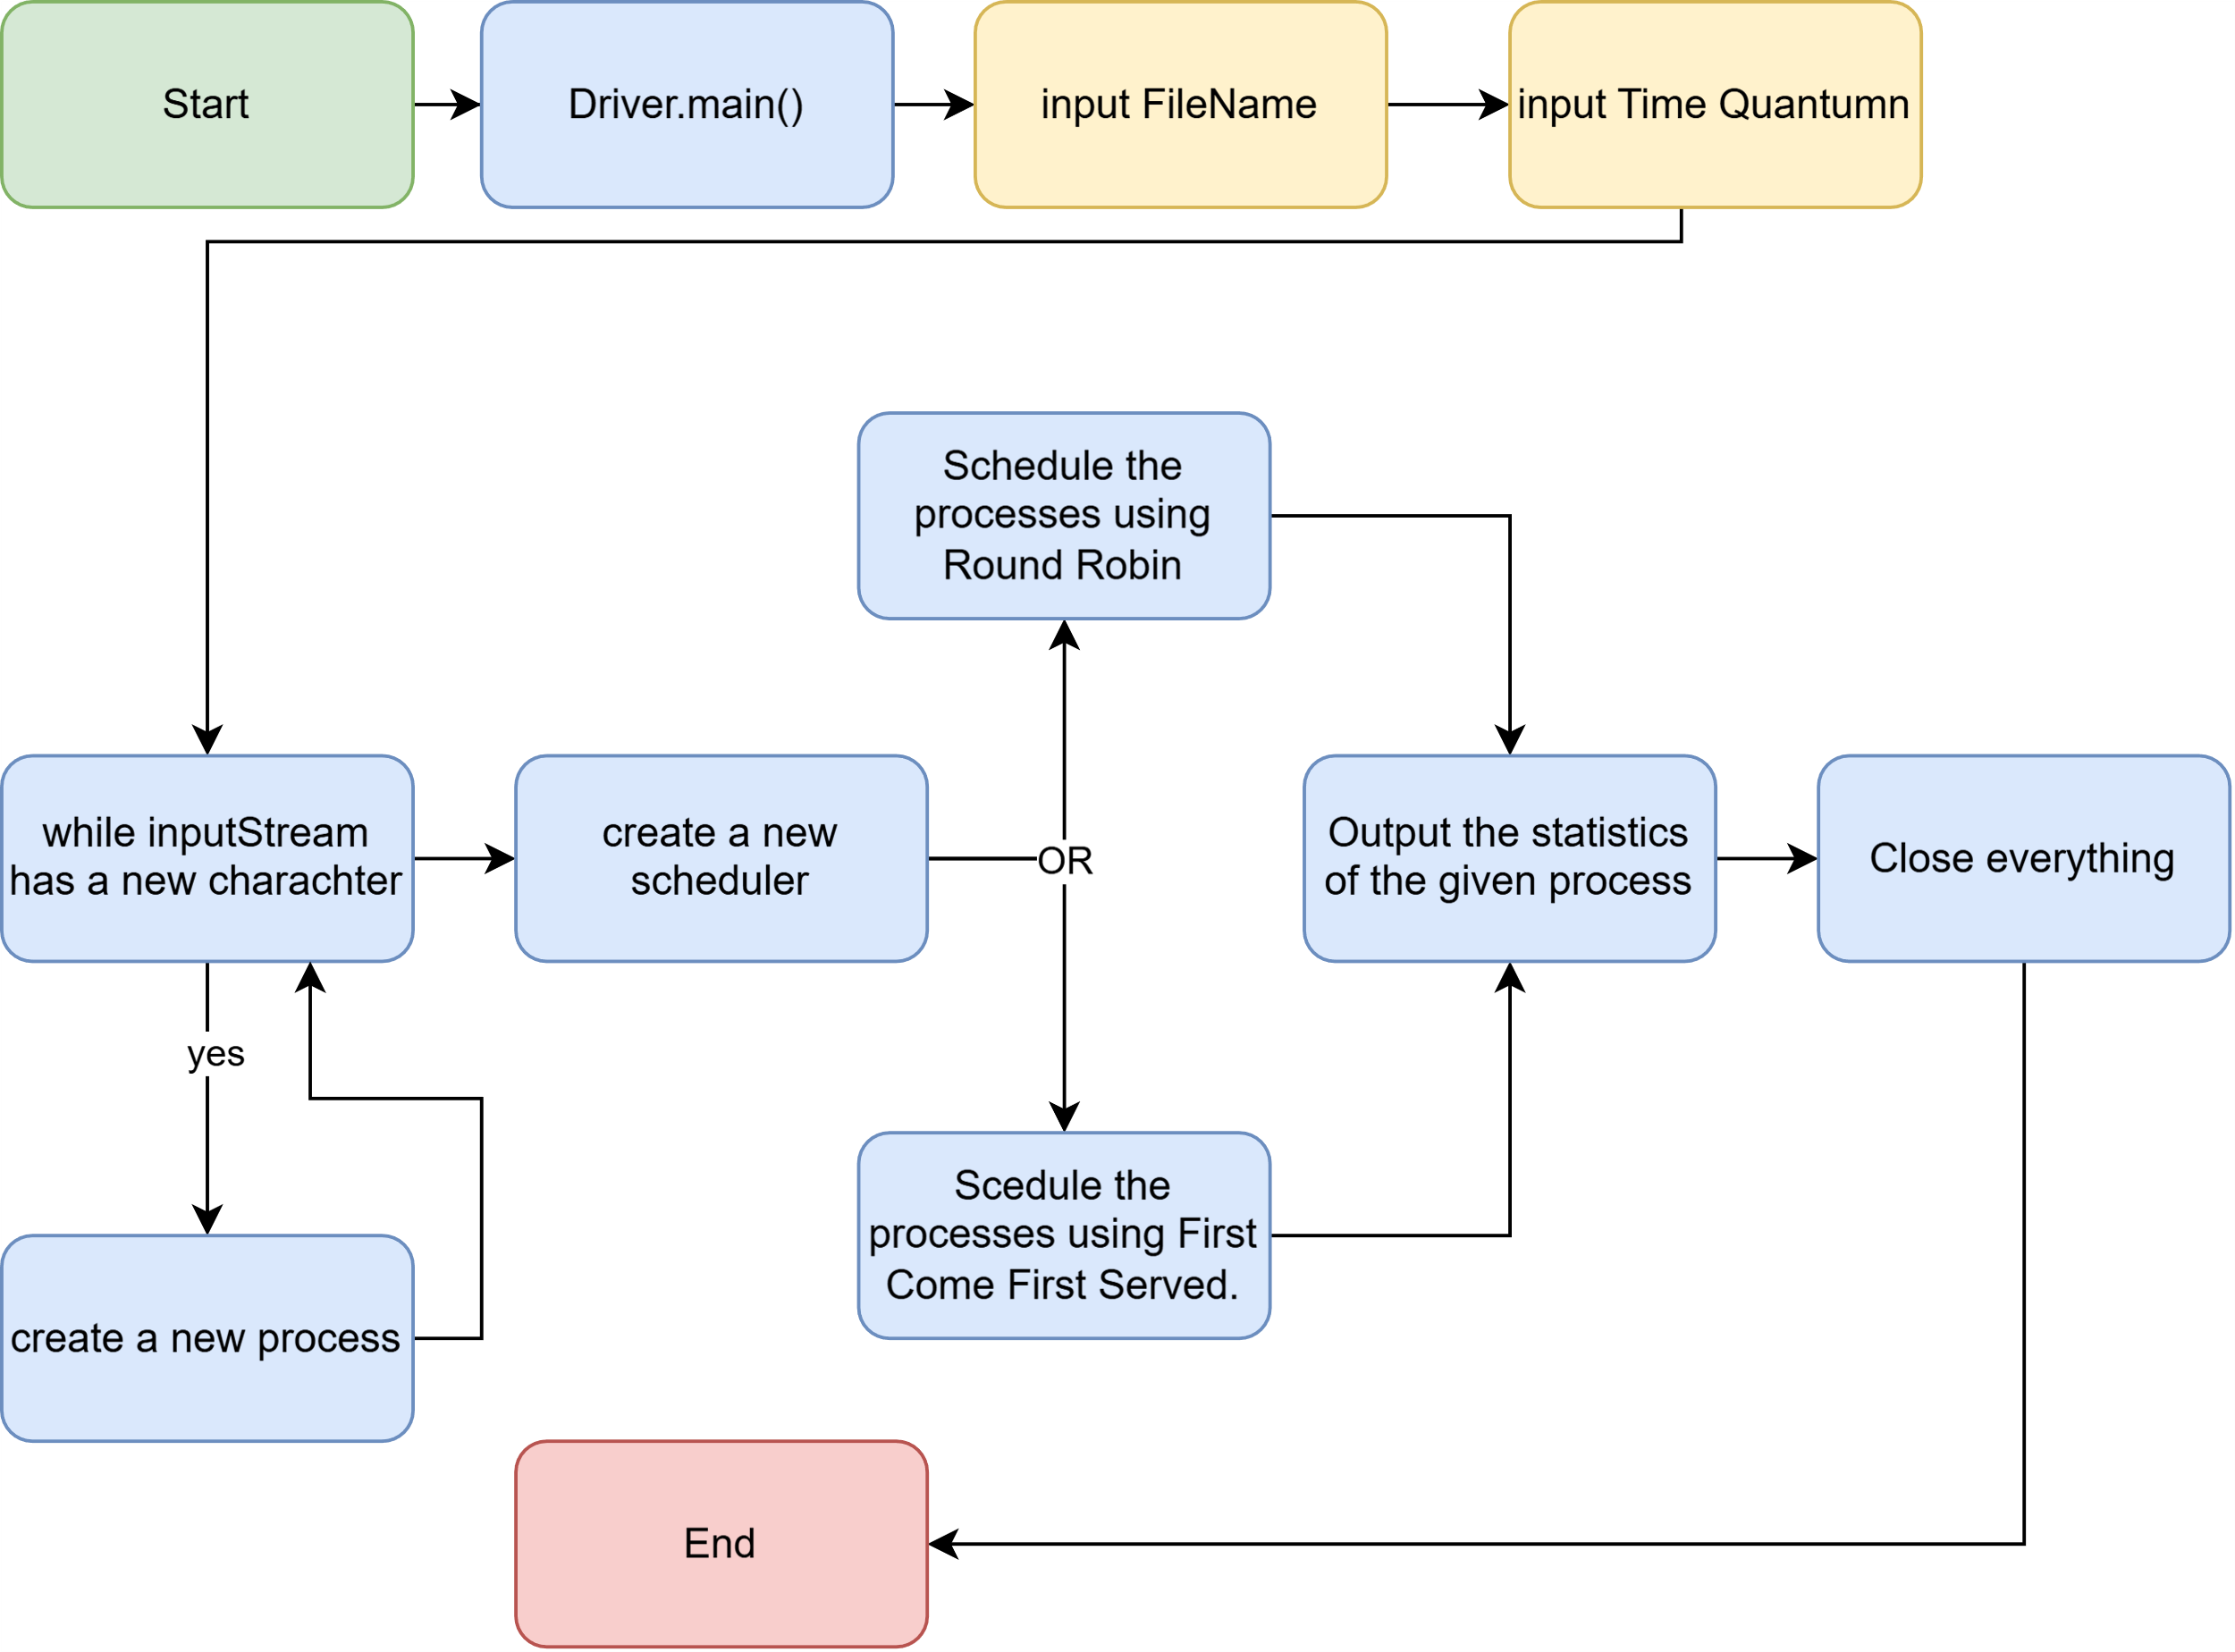 Start
Driver.main()
input FileName
input Time Quantumn
Schedule the
processes using
Round Robin
while inputStream
has a new charachter
create a new
scheduler
OR
Output the statistics
of the given process
Close everything
yes
Scedule the
processes using First
Come First Served.
create a new process
End